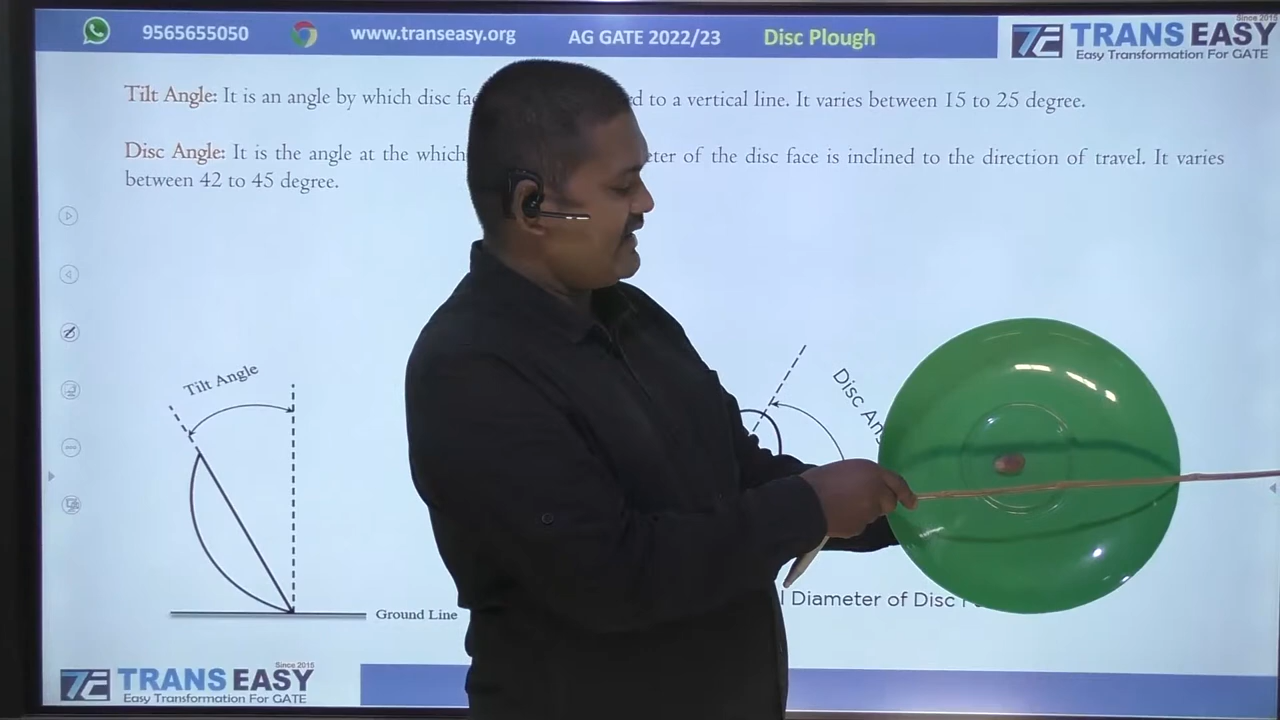 9565655050 www.transeasy.org AG GATE 2022/23 Disc Plough
Since 2015
TRANS EASY
Easy Transformation For GATE
Tilt Angle: It is an angle by which disc to a vertical line. It varies between 15 to 25 degree.
Disc Angle: It is the angle at the which of the disc face is inclined to the direction of travel. It varies
between 42 to 45 degree.
Tilt Angle
Disc
Ground Line
Diameter of Disc
Since 2015
TRANS EASY
Easy Transformation For GATE